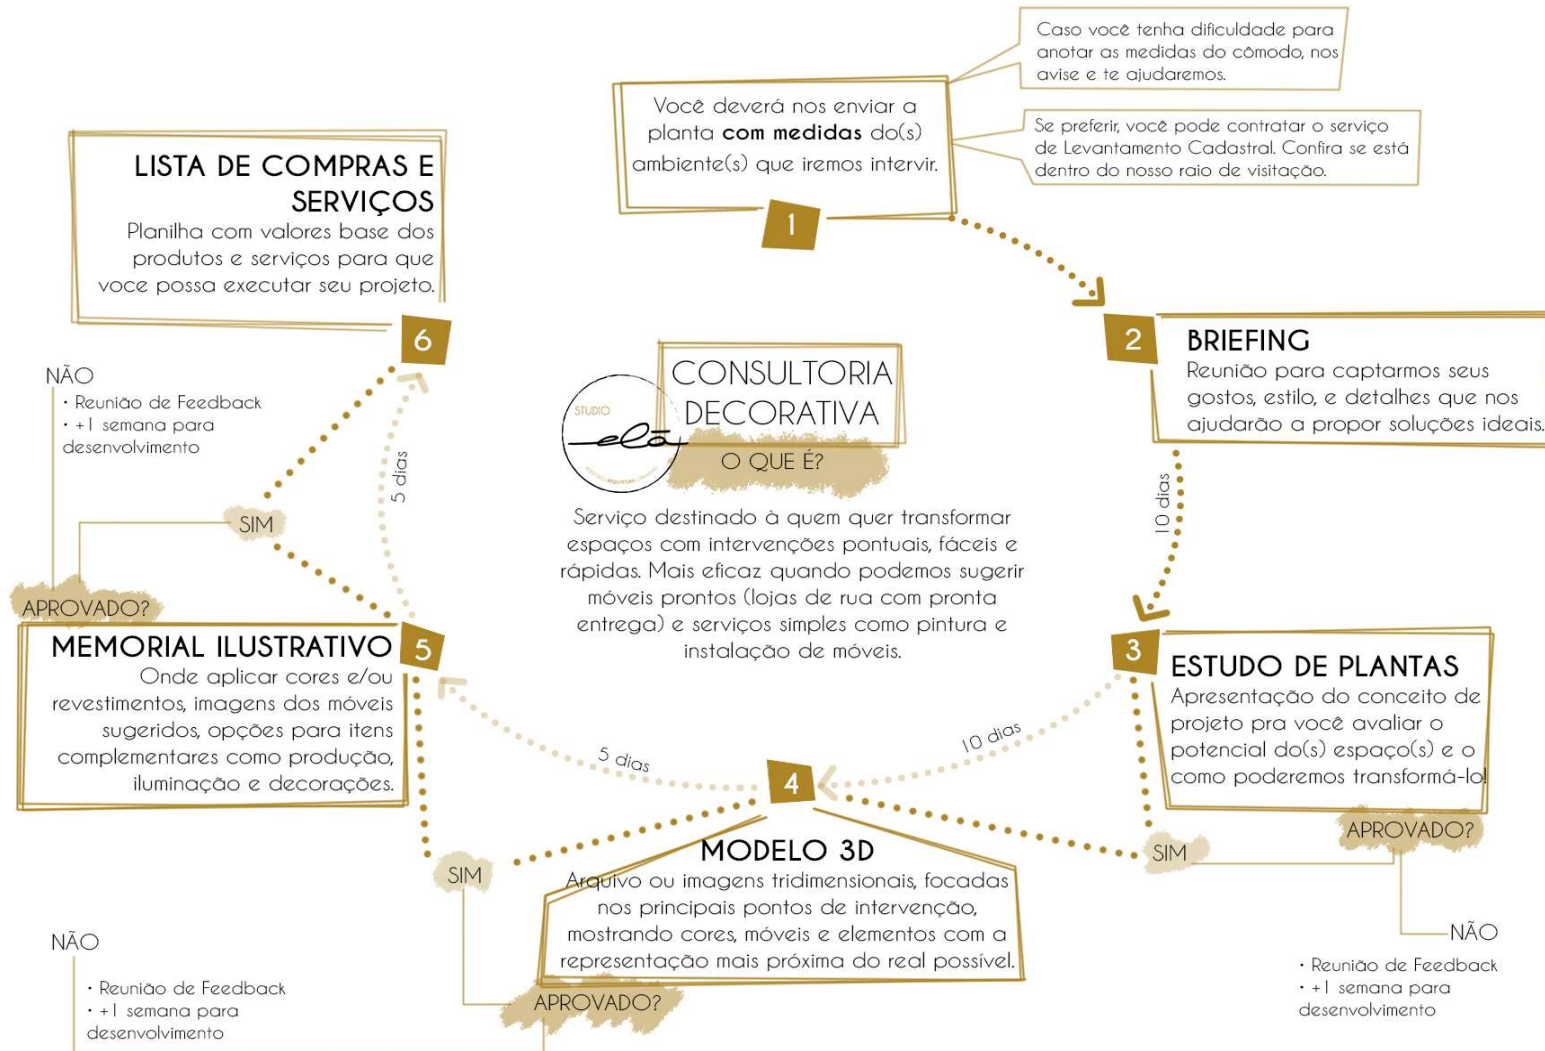 Caso você tenha dificuldade para
anotar as medidas do cômodo, nos
avise e te ajudaremos.
Você deverá nos enviar a
planta com medidas do(s)
ambiente(s) que iremos intervir.
Se preferir, você pode contratar o serviço
de Levantamento Cadastral. Confira se está
dentro do nosso raio de visitação.
1
LISTA DE COMPRAS E
SERVIÇOS
Planilha com valores base dos
produtos e serviços para que
voce possa executar seu projeto.
6
2
BRIEFING
Reunião para captarmos seus
gostos, estilo, e detalhes que nos
ajudarão a propor soluções ideais.
NÃO
• Reunião de Feedback
• +1 semana para
desenvolvimento
CONSULTORIA
DECORATIVA
STUDIO
elã
O QUE É?
Serviço destinado à quem quer transformar
espaços com intervenções pontuais, fáceis e
rápidas. Mais eficaz quando podemos sugerir
móveis prontos (lojas de rua com pronta
entrega) e serviços simples como pintura e
instalação de móveis.
5 dias
10 dias
SIM
APROVADO?
MEMORIAL ILUSTRATIVO
5
Onde aplicar cores e/ou
revestimentos, imagens dos móveis
sugeridos, opções para itens
complementares como produção,
iluminação e decorações.
3
ESTUDO DE PLANTAS
Apresentação do conceito de
projeto pra você avaliar o
potencial do(s) espaço(s) e o
como poderemos transformá-lo!
5 dias
10 dias
4
MODELO 3D
Arquivo ou imagens tridimensionais, focadas
nos principais pontos de intervenção,
mostrando cores, móveis e elementos com a
representação mais próxima do real possível.
APROVADO?
SIM
SIM
APROVADO?
NÃO
• Reunião de Feedback
• +1 semana para
desenvolvimento
NÃO
• Reunião de Feedback
• +1 semana para
desenvolvimento